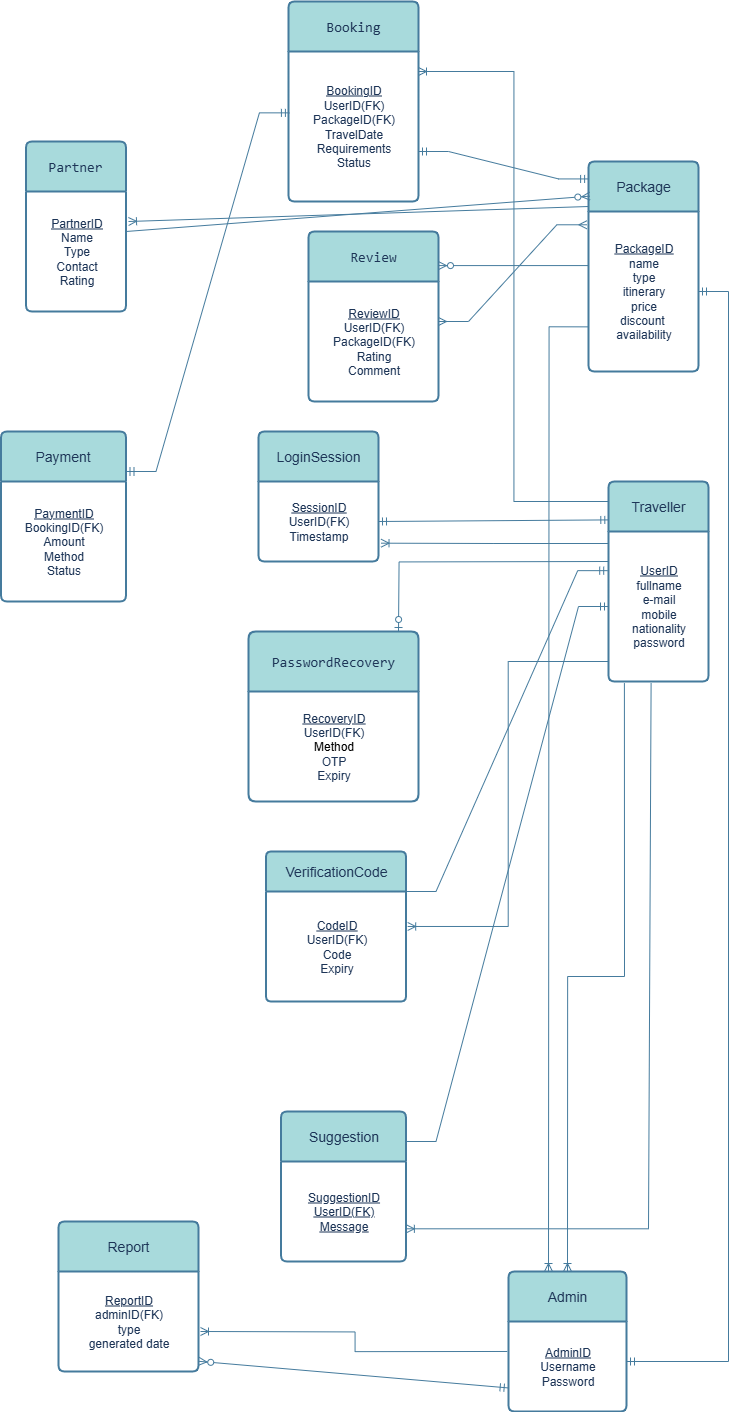 Booking
BookingID
UserID(FK)
PackageID(FK)
TravelDate
Requirements
Status
Partner
PartnerID
Name
Type
Contact
Rating
Package
PackageID
name
type
itinerary
price
discount
availability
Review
ReviewID
UserID(FK)
PackageID(FK)
Rating
Comment
Payment
PaymentID
BookingID(FK)
Amount
Method
Status
LoginSession
SessionID
UserID(FK)
Timestamp
Traveller
UserID
fullname
e-mail
mobile
nationality
password
PasswordRecovery
RecoveryID
UserID(FK)
Method
OTP
Expiry
VerificationCode
CodeID
UserID(FK)
Code
Expiry
Suggestion
SuggestionID
UserID(FK)
Message
Report
ReportID
adminID(FK)
type
generated date
Admin
AdminID
Username
Password